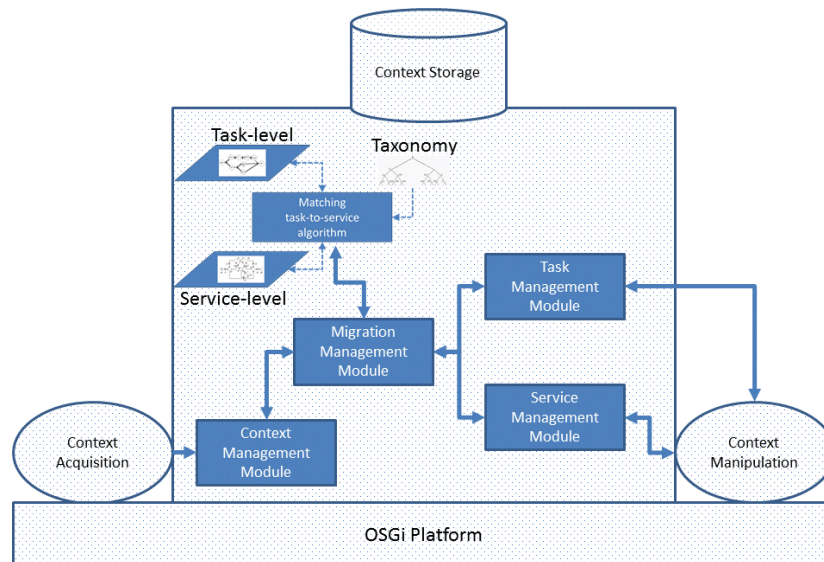 Context Storage
Task-level
Taxonomy
Matching
task-to-service
algorithm
Service-level
Task
Management
Module
Migration
Management
Module
Service
Management
Module
Context
Acquisition
Context
Management
Module
Context
Manipulation
OSGi Platform